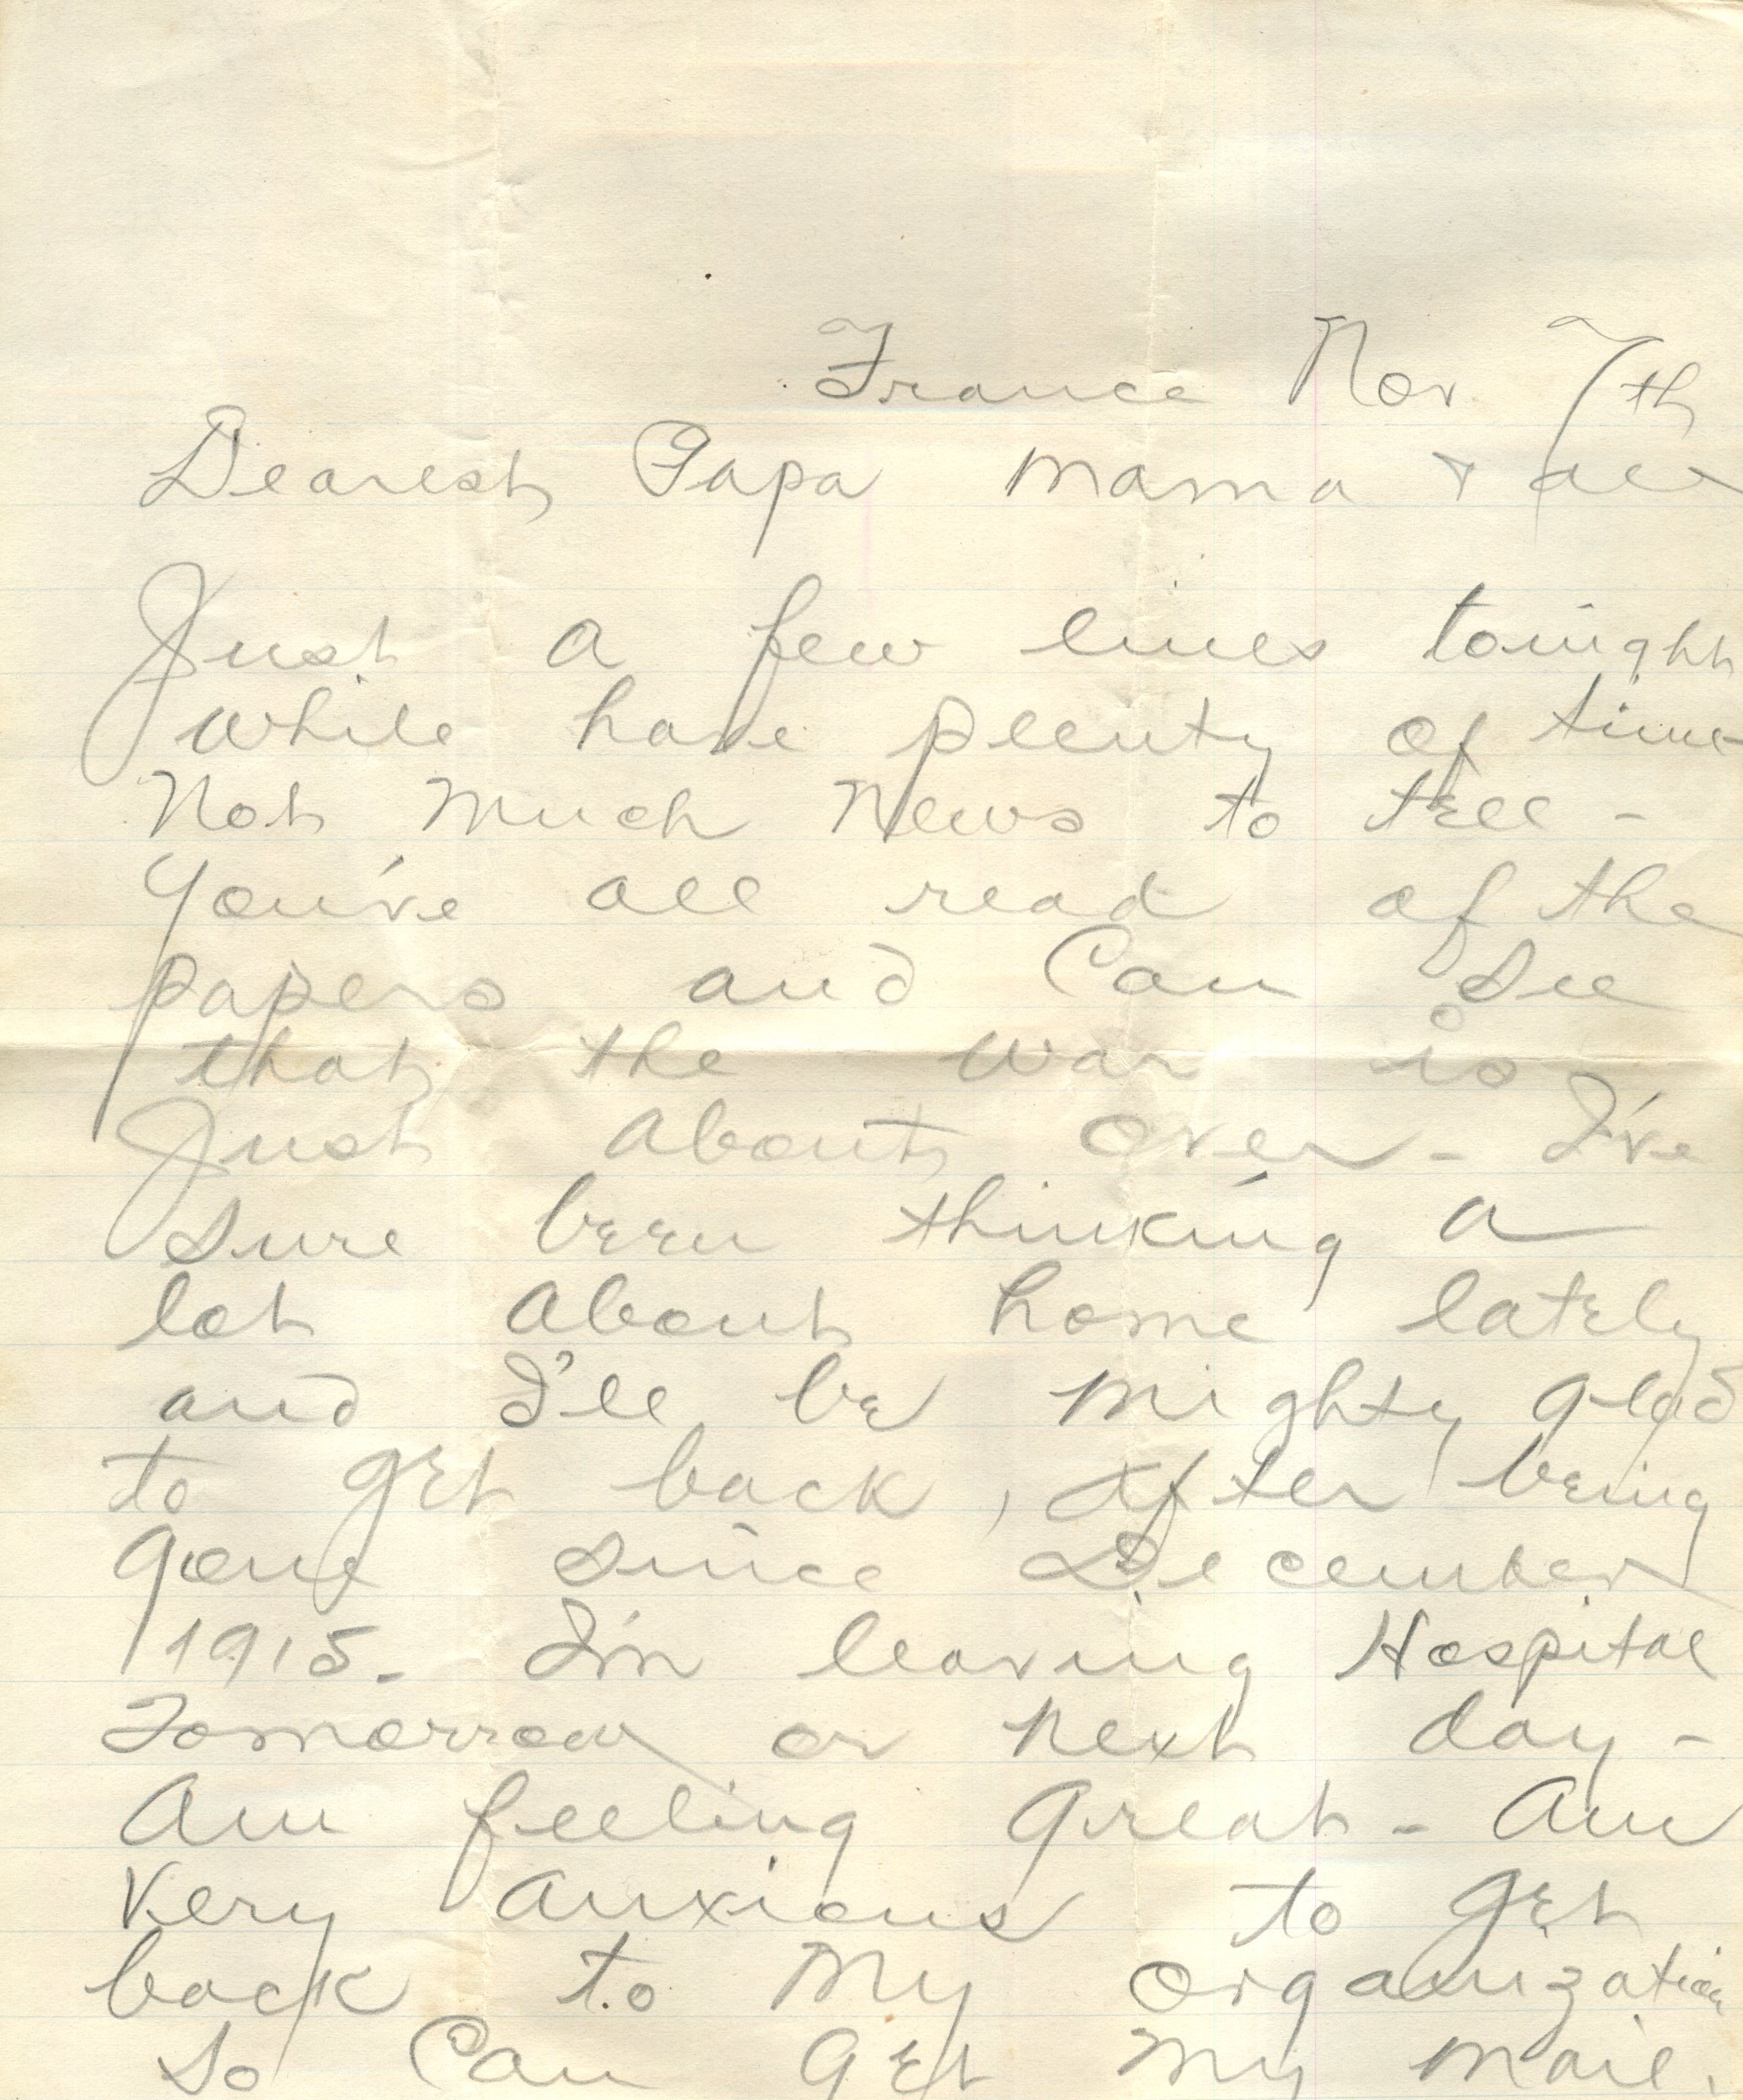 France Nov. 7th
Dearest Papa Mama + all
Just a few lines tonight
while have plenty of time
Not Much News to tell -
You've all read of the
papers and Can See
that the war is
Just About over - I've
Sure been thinking a
lot About home lately
and I'll be Mighty glad
to get back, After being
gone since December
1915. I'm leaving Hospital
Tomorrow or next day -
Am feeling Great - Am
Very Anxious to get
back to My Organization
So Can get My Mail.